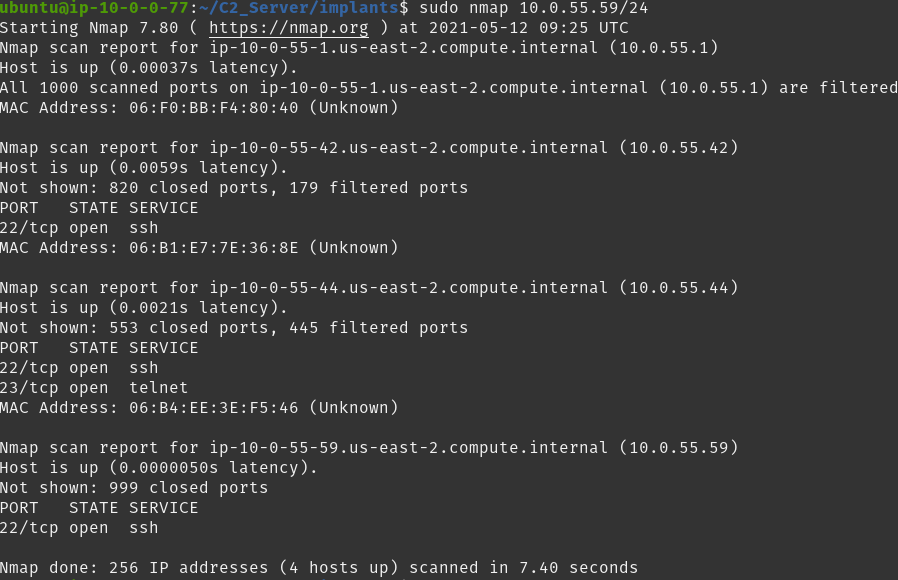 ubuntu@ip-10-0-0-77:~/C2_Server/implants$ sudo nmap 10.0.55.59/24
Starting Nmap 7.80 ( https://nmap.org ) at 2021-05-12 09:25 UTC
Nmap scan report for ip-10-0-55-1.us-east-2.compute.internal (10.0.55.1)
Host is up (0.00037s latency).
All 1000 scanned ports on ip-10-0-55-1.us-east-2.compute.internal (10.0.55.1) are filtered
MAC Address: 06:F0:BB:F4:80:40 (Unknown)

Nmap scan report for ip-10-0-55-42.us-east-2.compute.internal (10.0.55.42)
Host is up (0.0059s latency).
Not shown: 820 closed ports, 179 filtered ports
PORT   STATE SERVICE
22/tcp open  ssh
MAC Address: 06:B1:E7:7E:36:8E (Unknown)

Nmap scan report for ip-10-0-55-44.us-east-2.compute.internal (10.0.55.44)
Host is up (0.0021s latency).
Not shown: 553 closed ports, 445 filtered ports
PORT   STATE SERVICE
22/tcp open  ssh
23/tcp open  telnet
MAC Address: 06:B4:EE:3E:F5:46 (Unknown)

Nmap scan report for ip-10-0-55-59.us-east-2.compute.internal (10.0.55.59)
Host is up (0.0000050s latency).
Not shown: 999 closed ports
PORT   STATE SERVICE
22/tcp open  ssh

Nmap done: 256 IP addresses (4 hosts up) scanned in 7.40 seconds